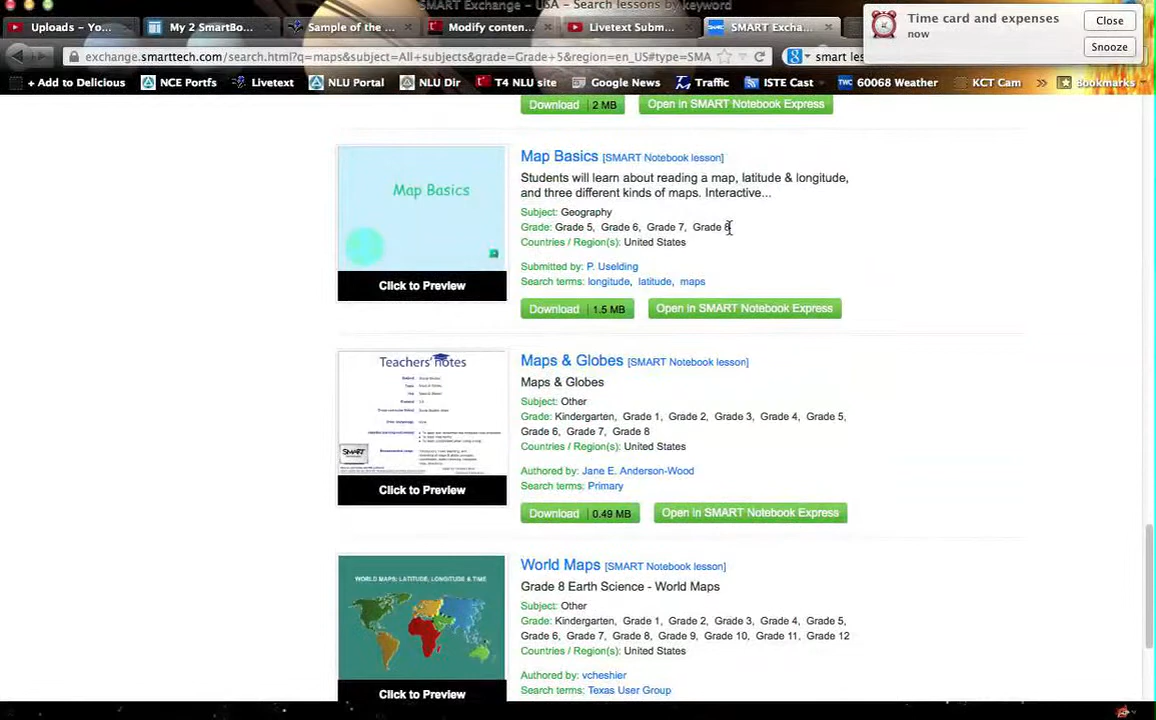 SMART Exchange – USA – Search lessons by keyword
Uploads - Yo...
My 2 SmartBo...
Sample of the...
Modify conten...
Livetext Subm...
SMART Excha...
Time card and expenses
now
Close
Snooze
exchange.smarttech.com/search.html?q=maps&subject=All+subjects&grade=Grade+5&region=en_US#type=SMA
smart les
+ Add to Delicious
NCE Portfs
Livetext
NLU Portal
NLU Dir
T4 NLU site
Google News
Traffic
ISTE Cast
60068 Weather
KCT Cam
Bookmarks
Download | 2 MB
Open in SMART Notebook Express
Map Basics
Click to Preview
Map Basics [SMART Notebook lesson]
Students will learn about reading a map, latitude & longitude,
and three different kinds of maps. Interactive...
Subject: Geography
Grade: Grade 5, Grade 6, Grade 7, Grade 8
Countries / Region(s): United States
Submitted by: P. Uselding
Search terms: longitude, latitude, maps
Download | 1.5 MB
Open in SMART Notebook Express
Teachers' notes
SMART
Click to Preview
Maps & Globes [SMART Notebook lesson]
Maps & Globes
Subject: Other
Grade: Kindergarten, Grade 1, Grade 2, Grade 3, Grade 4, Grade 5,
Grade 6, Grade 7, Grade 8
Countries / Region(s): United States
Authored by: Jane E. Anderson-Wood
Search terms: Primary
Download | 0.49 MB
Open in SMART Notebook Express
WORLD MAPS: LATITUDE, LONGITUDE & TIME
Click to Preview
World Maps [SMART Notebook lesson]
Grade 8 Earth Science - World Maps
Subject: Other
Grade: Kindergarten, Grade 1, Grade 2, Grade 3, Grade 4, Grade 5,
Grade 6, Grade 7, Grade 8, Grade 9, Grade 10, Grade 11, Grade 12
Countries / Region(s): United States
Authored by: vcheshier
Search terms: Texas User Group